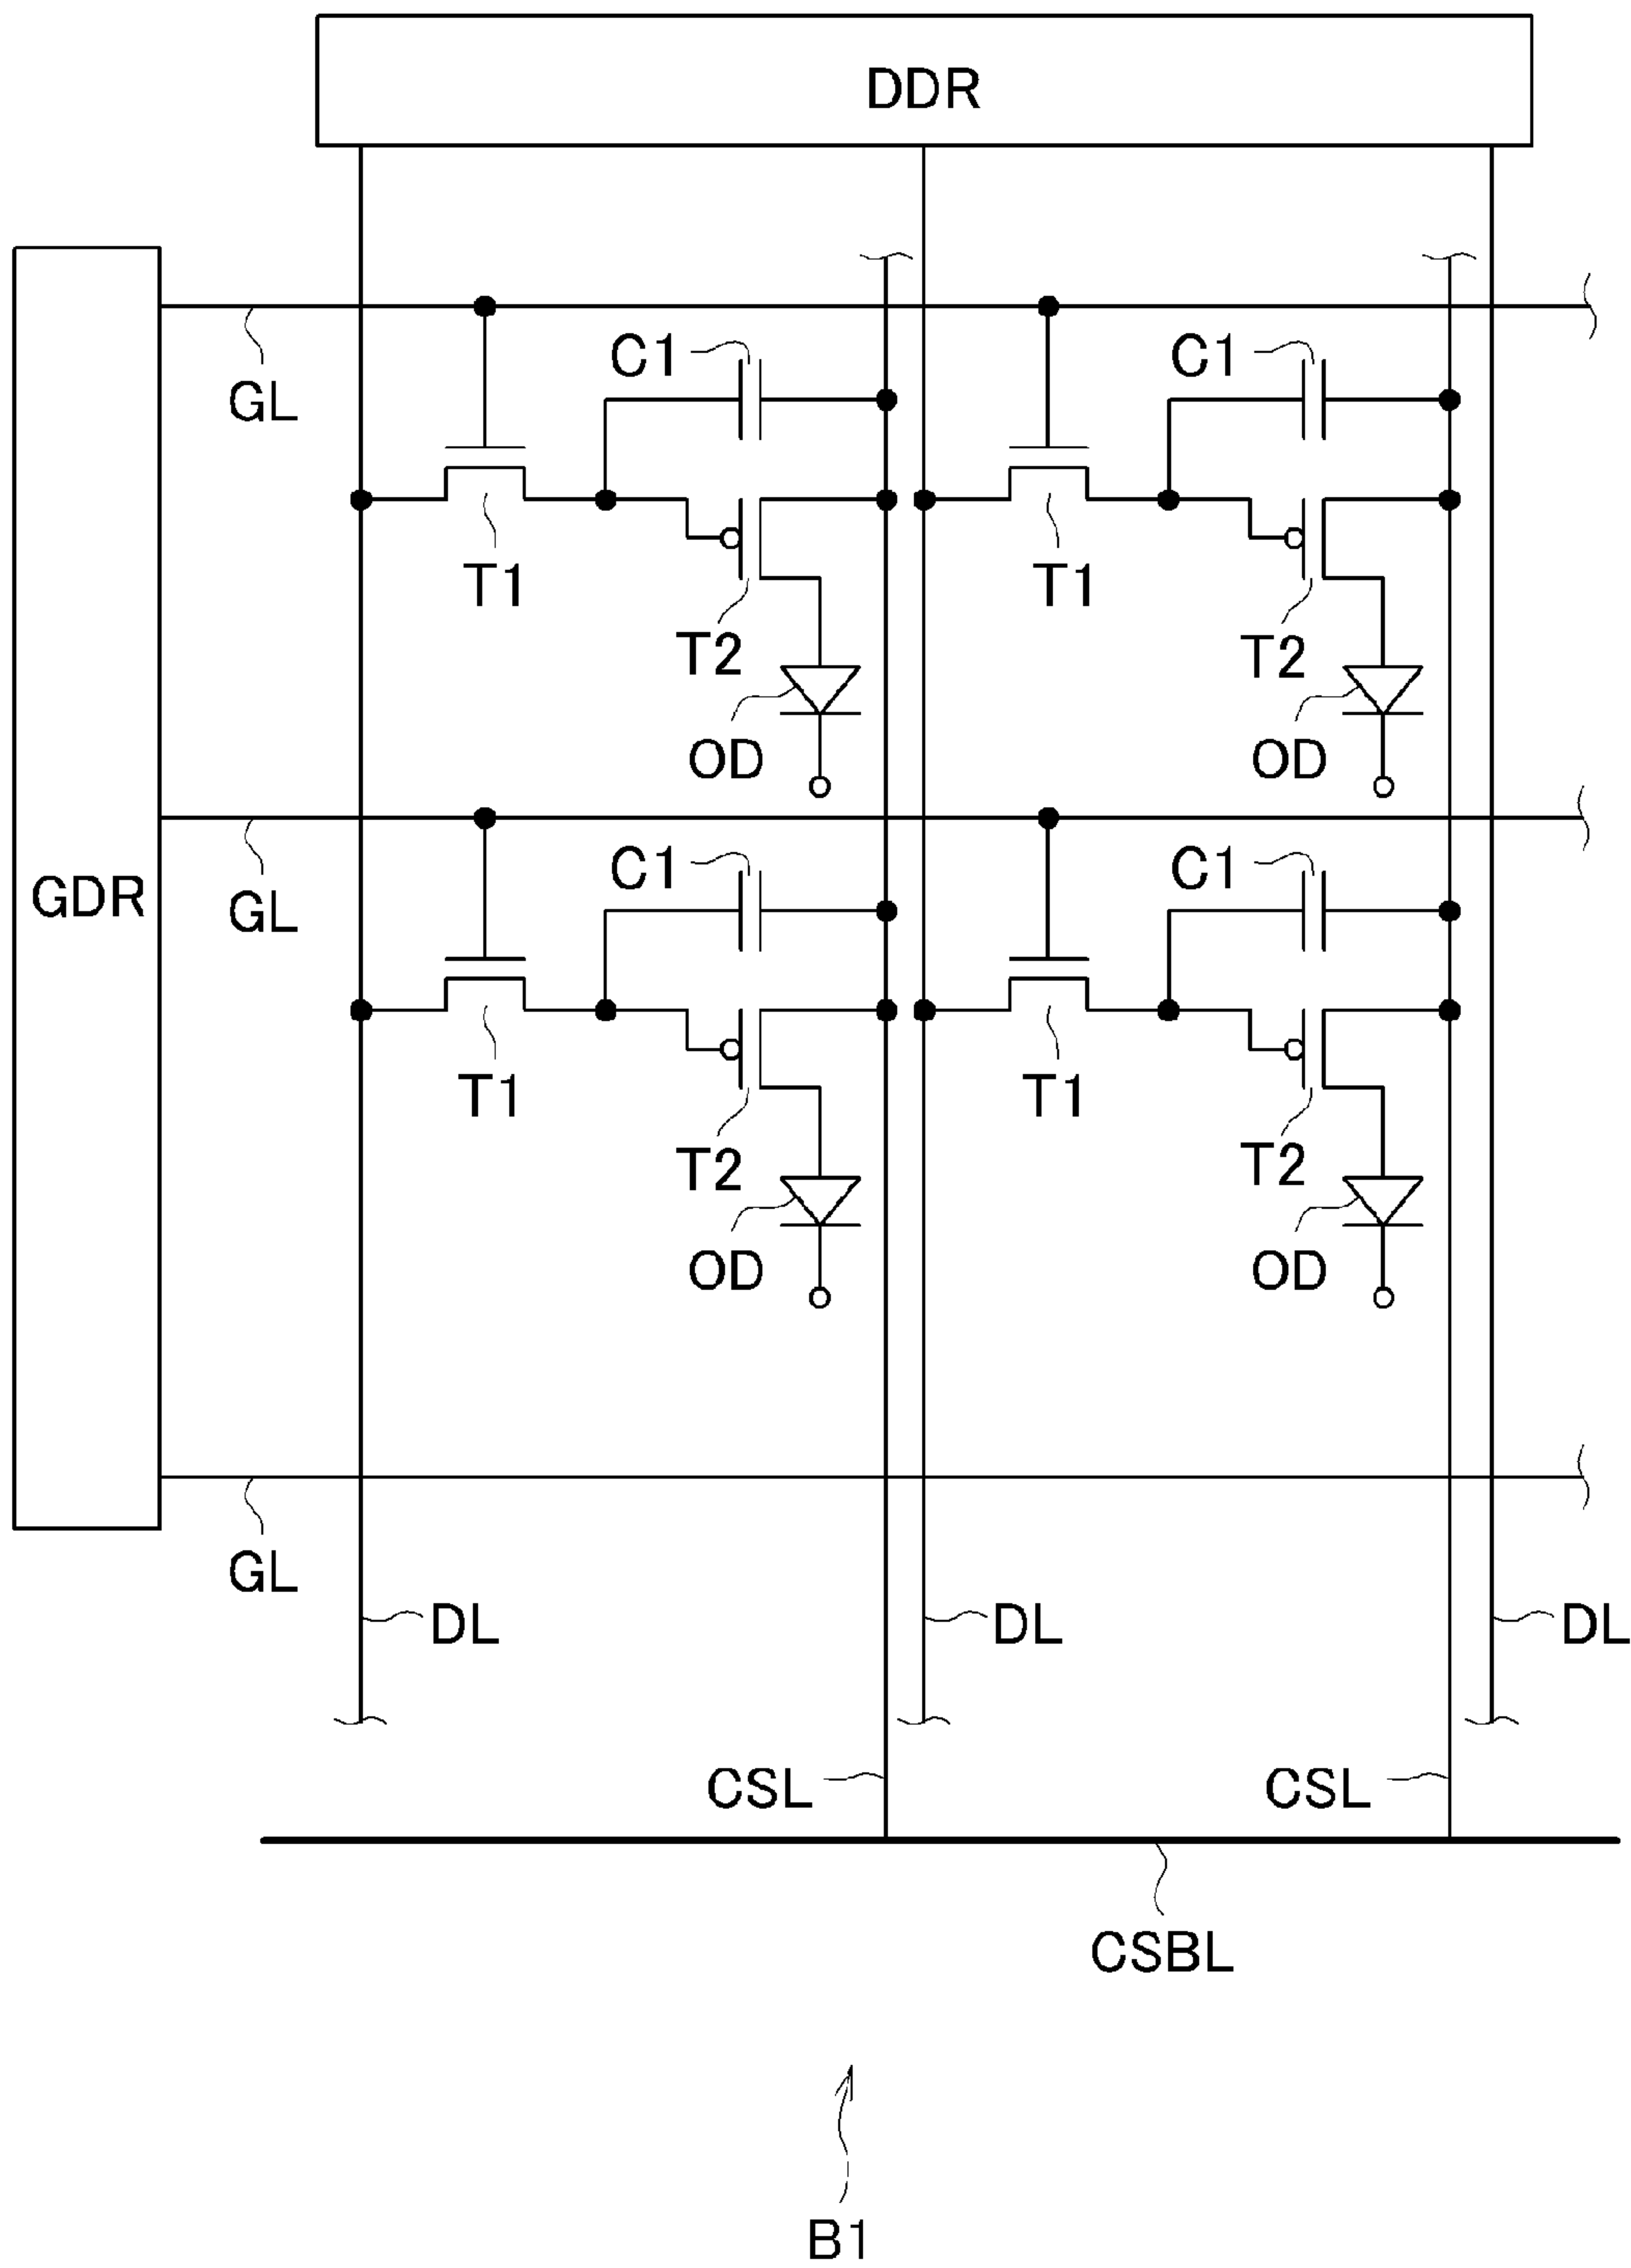 DDR
C1 C1
GL
T1 T1
T2 T2
OD OD
C1 C1
GDR
GL
T1 T1
T2 T2
OD OD
GL
DL DL DL
CSL CSL
CSBL
B1